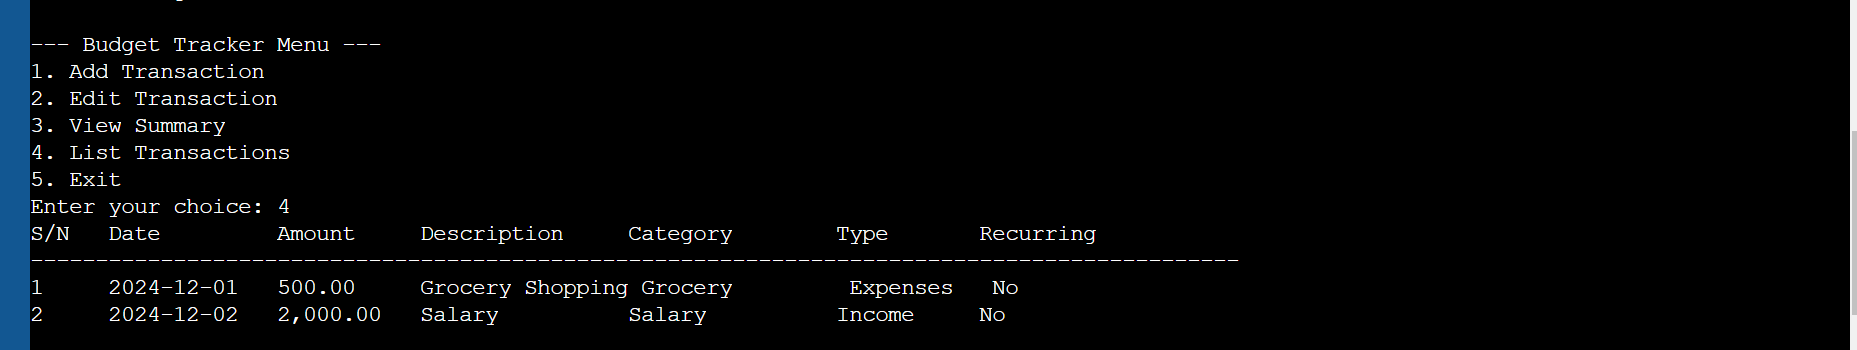 --- Budget Tracker Menu ---
1. Add Transaction
2. Edit Transaction
3. View Summary
4. List Transactions
5. Exit
Enter your choice: 4
S/N   Date         Amount     Description     Category        Type       Recurring
---------------------------------------------------------------------------------------------
1     2024-12-01   500.00     Grocery Shopping Grocery         Expenses   No
2     2024-12-02   2,000.00   Salary          Salary          Income     No